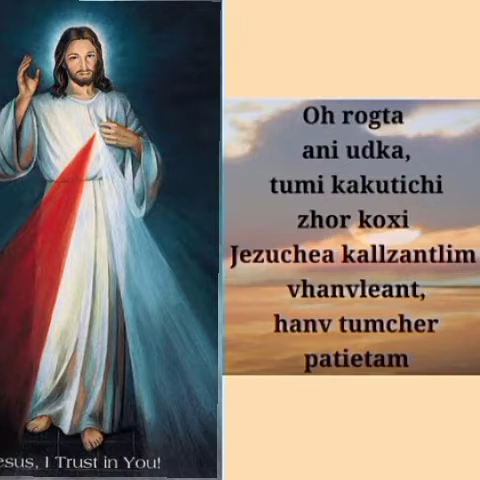 esus, I Trust in You!
Oh rogta
ani udka,
tumi kakutichi
zhor koxi
Jezuchea kallzantlim
vhanvleant,
hanv tumcher
patietam